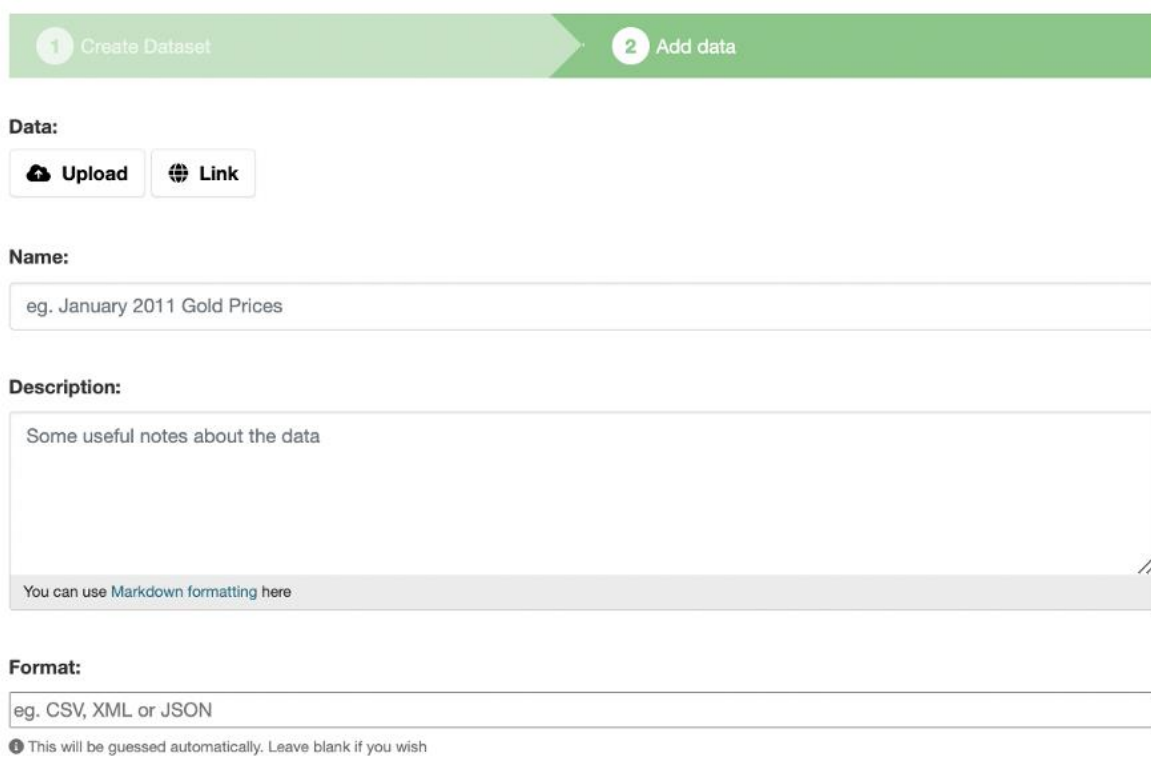 1 Create Dataset
2 Add data
Data:
Upload
Link
Name:
eg. January 2011 Gold Prices
Description:
Some useful notes about the data
You can use Markdown formatting here
Format:
eg. CSV, XML or JSON
This will be guessed automatically. Leave blank if you wish